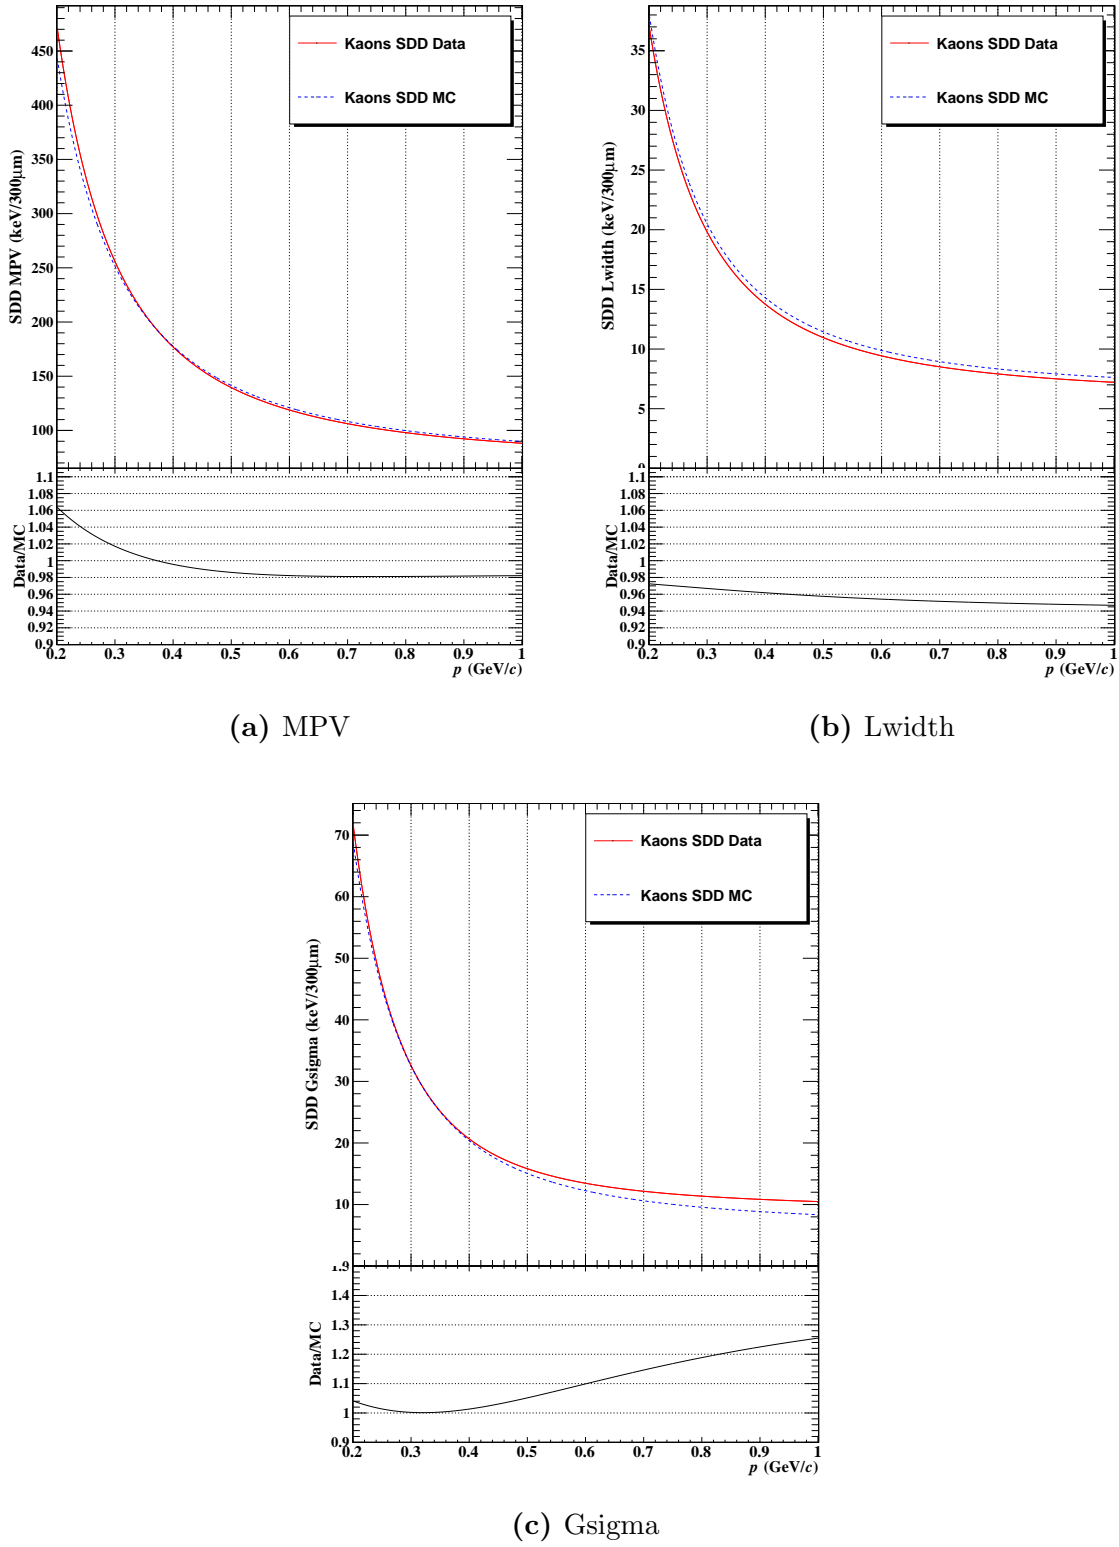 Kaons SDD Data
Kaons SDD MC
SDD MPV (keV/300μm)
450
400
350
300
250
200
150
100
Data/MC
1.1
1.08
1.06
1.04
1.02
1
0.98
0.96
0.94
0.92
0.9
0.2 0.3 0.4 0.5 0.6 0.7 0.8 0.9 1
p (GeV/c)
(a) MPV
Kaons SDD Data
Kaons SDD MC
SDD Lwidth (keV/300μm)
35
30
25
20
15
10
5
0
Data/MC
1.1
1.08
1.06
1.04
1.02
1
0.98
0.96
0.94
0.92
0.9
0.2 0.3 0.4 0.5 0.6 0.7 0.8 0.9 1
p (GeV/c)
(b) Lwidth
Kaons SDD Data
Kaons SDD MC
SDD Gsigma (keV/300μm)
70
60
50
40
30
20
10
Data/MC
1.4
1.3
1.2
1.1
1
0.9
0.2 0.3 0.4 0.5 0.6 0.7 0.8 0.9 1
p (GeV/c)
(c) Gsigma